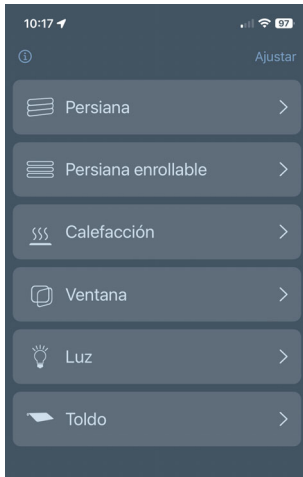 10:17
97
Ajustar
Persiana
Persiana enrollable
Calefacción
Ventana
Luz
Toldo